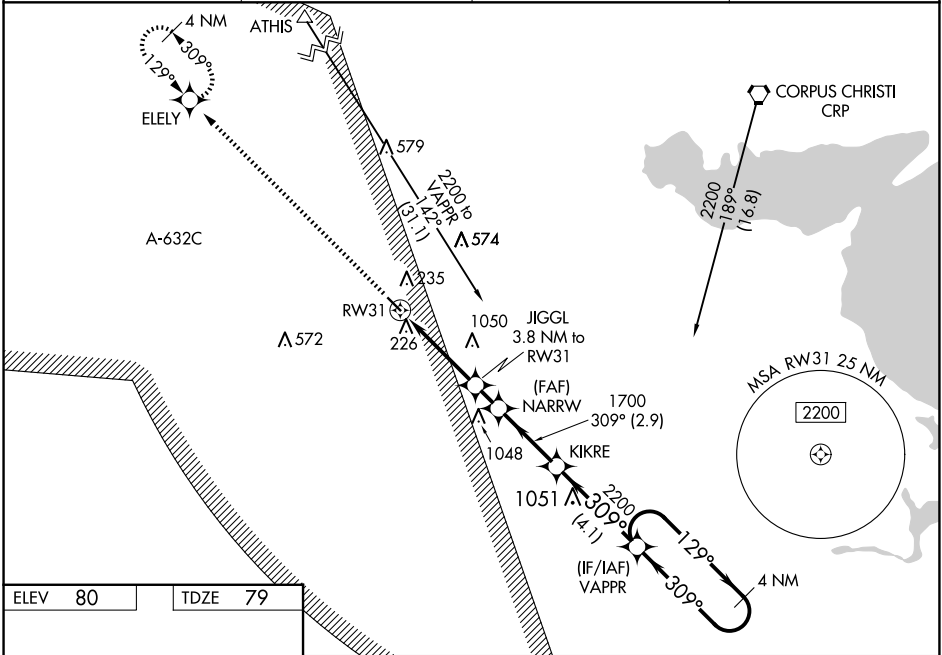 4 NM
309°
129°
ELELY
ATHIS
CORPUS CHRISTI
CRP
579
2200 to
VAPPR
142°
(31.1)
2200
189°
(16.8)
A-632C
574
235
RW31
226
572
1050
JIGGL
3.8 NM to
RW31
(FAF)
NARRW
1700
309° (2.9)
1048
KIKRE
1051
2200
309°
(4.1)
MSA RW31 25 NM
2200
(IF/IAF)
VAPPR
129°
309°
4 NM
ELEV 80
TDZE 79